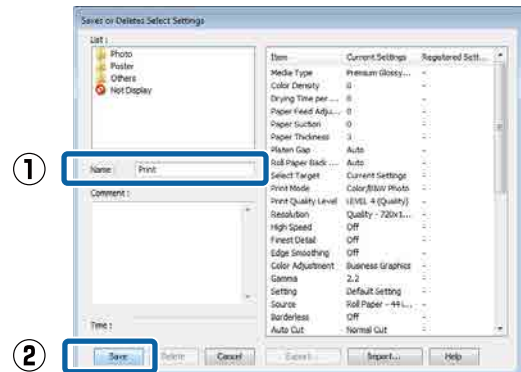 Saves or Deletes Select Settings
List :
Photo
Poster
Others
Not Display
1
Name : Print
Comment :
Time :
2
Save Delete Cancel Export... Import... Help
Item Current Settings Registered Sett...
Media Type Premium Glossy... -
Color Density 0 -
Drying Time per ... 0 -
Paper Feed Adju... 0 -
Paper Suction 0 -
Paper Thickness 3 -
Platen Gap Auto -
Roll Paper Back ... Auto -
Select Target Current Settings -
Print Mode Color/B&W Photo -
Print Quality Level LEVEL 4 (Quality) -
Resolution Quality - 720x1... -
High Speed Off -
Finest Detail Off -
Edge Smoothing Off -
Color Adjustment Business Graphics -
Gamma 2.2 -
Setting Default Setting -
Source Roll Paper - 44 i... -
Borderless Off -
Auto Cut Normal Cut -